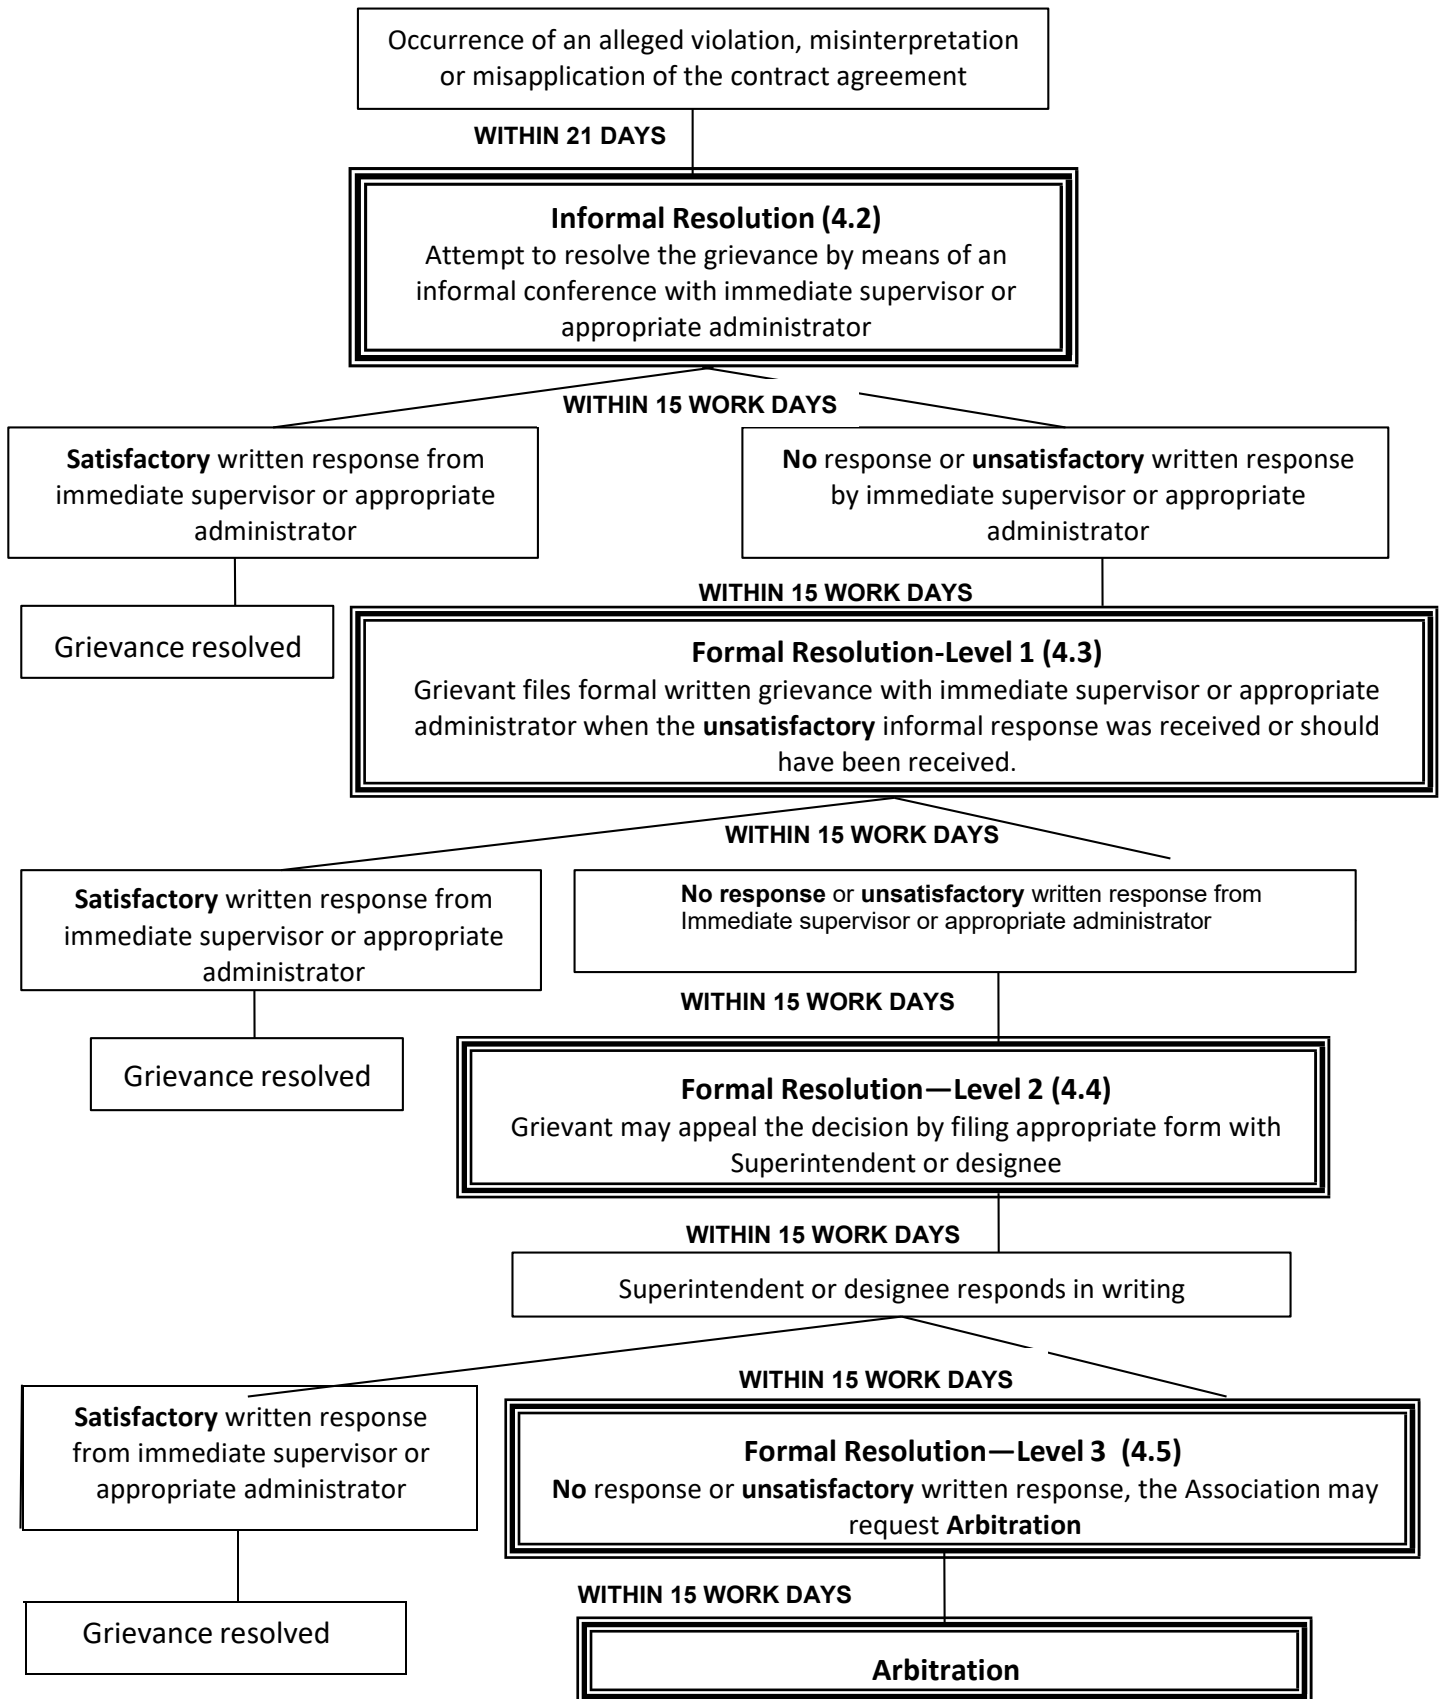 Occurrence of an alleged violation, misinterpretation
or misapplication of the contract agreement
WITHIN 21 DAYS
Informal Resolution (4.2)
Attempt to resolve the grievance by means of an
informal conference with immediate supervisor or
appropriate administrator
WITHIN 15 WORK DAYS
Satisfactory written response from
immediate supervisor or appropriate
administrator
No response or unsatisfactory written response
by immediate supervisor or appropriate
administrator
WITHIN 15 WORK DAYS
Grievance resolved
Formal Resolution-Level 1 (4.3)
Grievant files formal written grievance with immediate supervisor or appropriate
administrator when the unsatisfactory informal response was received or should
have been received.
WITHIN 15 WORK DAYS
Satisfactory written response from
immediate supervisor or appropriate
administrator
No response or unsatisfactory written response from
Immediate supervisor or appropriate administrator
WITHIN 15 WORK DAYS
Grievance resolved
Formal Resolution—Level 2 (4.4)
Grievant may appeal the decision by filing appropriate form with
Superintendent or designee
WITHIN 15 WORK DAYS
Superintendent or designee responds in writing
WITHIN 15 WORK DAYS
Satisfactory written response
from immediate supervisor or
appropriate administrator
Formal Resolution—Level 3 (4.5)
No response or unsatisfactory written response, the Association may
request Arbitration
WITHIN 15 WORK DAYS
Grievance resolved
Arbitration